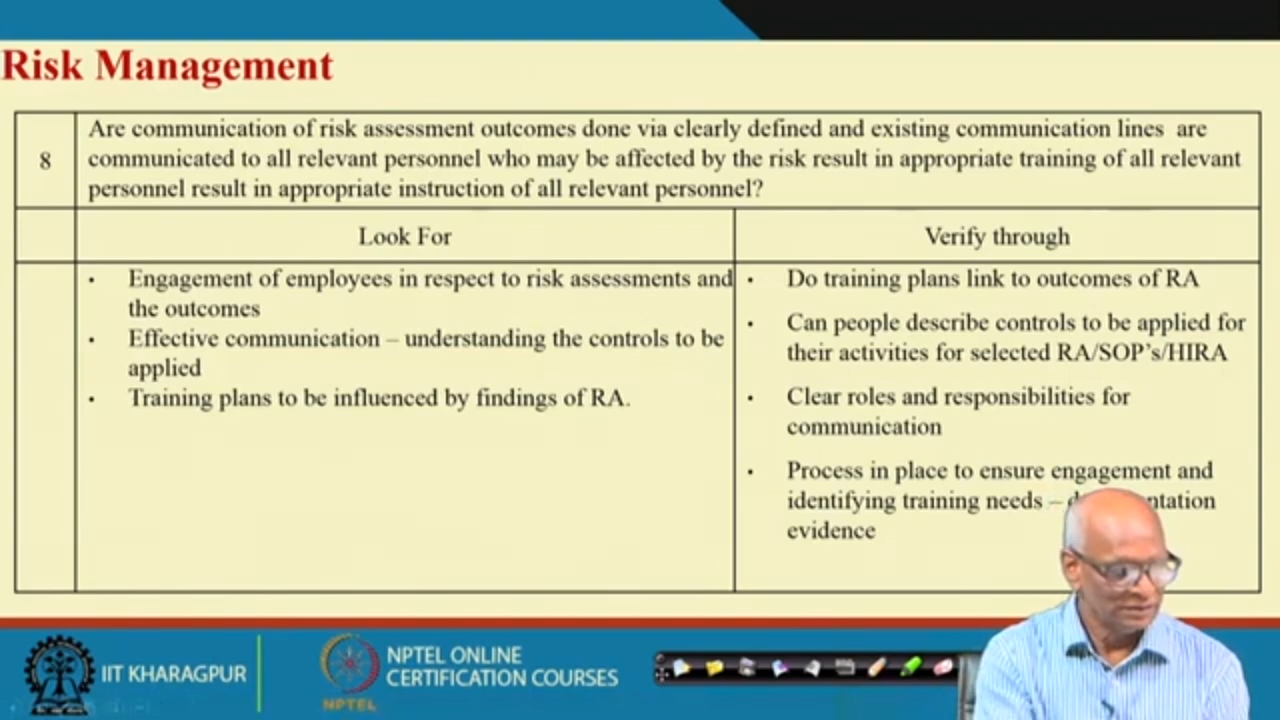 Risk Management
8
Are communication of risk assessment outcomes done via clearly defined and existing communication lines are
communicated to all relevant personnel who may be affected by the risk result in appropriate training of all relevant
personnel result in appropriate instruction of all relevant personnel?
Look For
Verify through
• Engagement of employees in respect to risk assessments and
the outcomes
• Effective communication – understanding the controls to be
applied
• Training plans to be influenced by findings of RA.
• Do training plans link to outcomes of RA
• Can people describe controls to be applied for
their activities for selected RA/SOP's/HIRA
• Clear roles and responsibilities for
communication
• Process in place to ensure engagement and
identifying training needs –
evidence
IIT KHARAGPUR
NPTEL
NPTEL ONLINE
CERTIFICATION COURSES